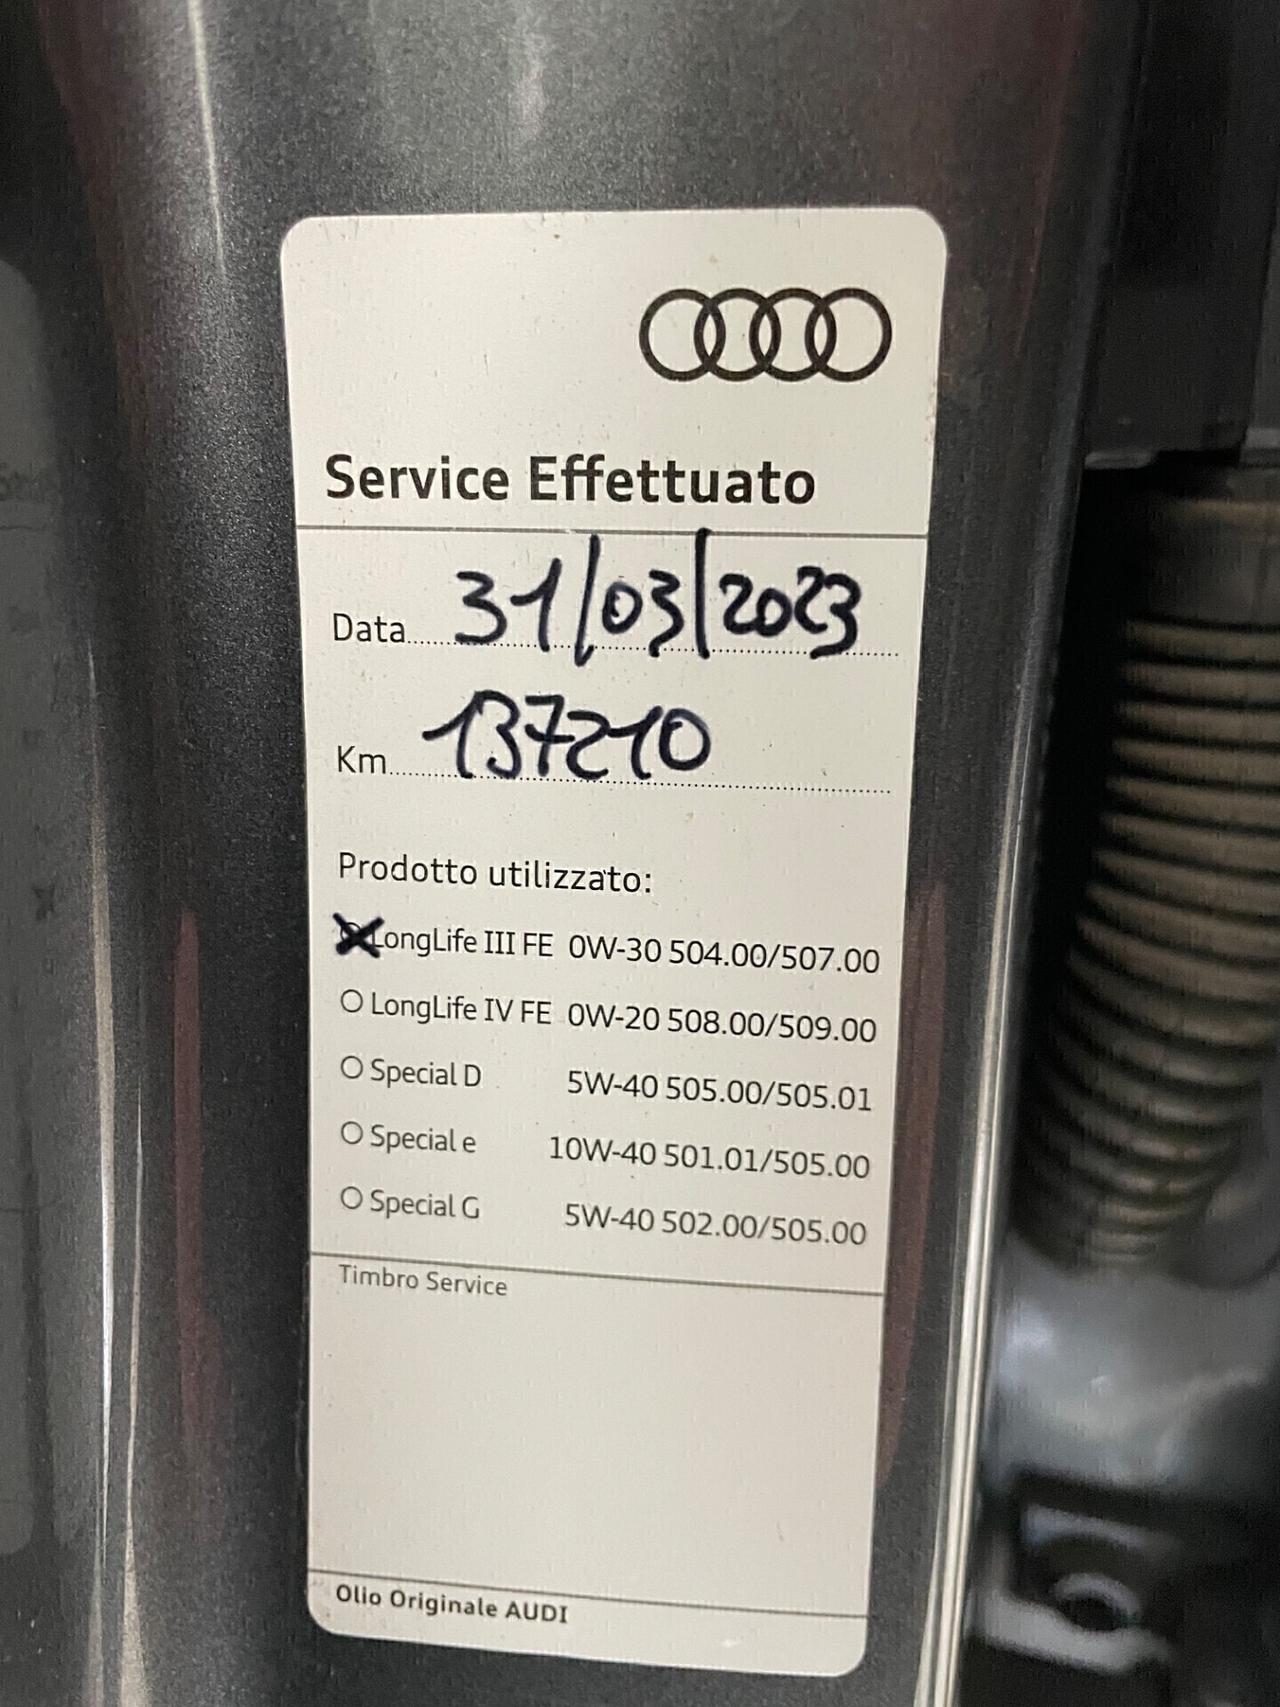 Service Effettuato
Data 31/03/2023
Km 137210
Prodotto utilizzato:
LongLife III FE 0W-30 504.00/507.00
LongLife IV FE 0W-20 508.00/509.00
Special D 5W-40 505.00/505.01
Special e 10W-40 501.01/505.00
Special G 5W-40 502.00/505.00
Timbro Service
Olio Originale AUDI